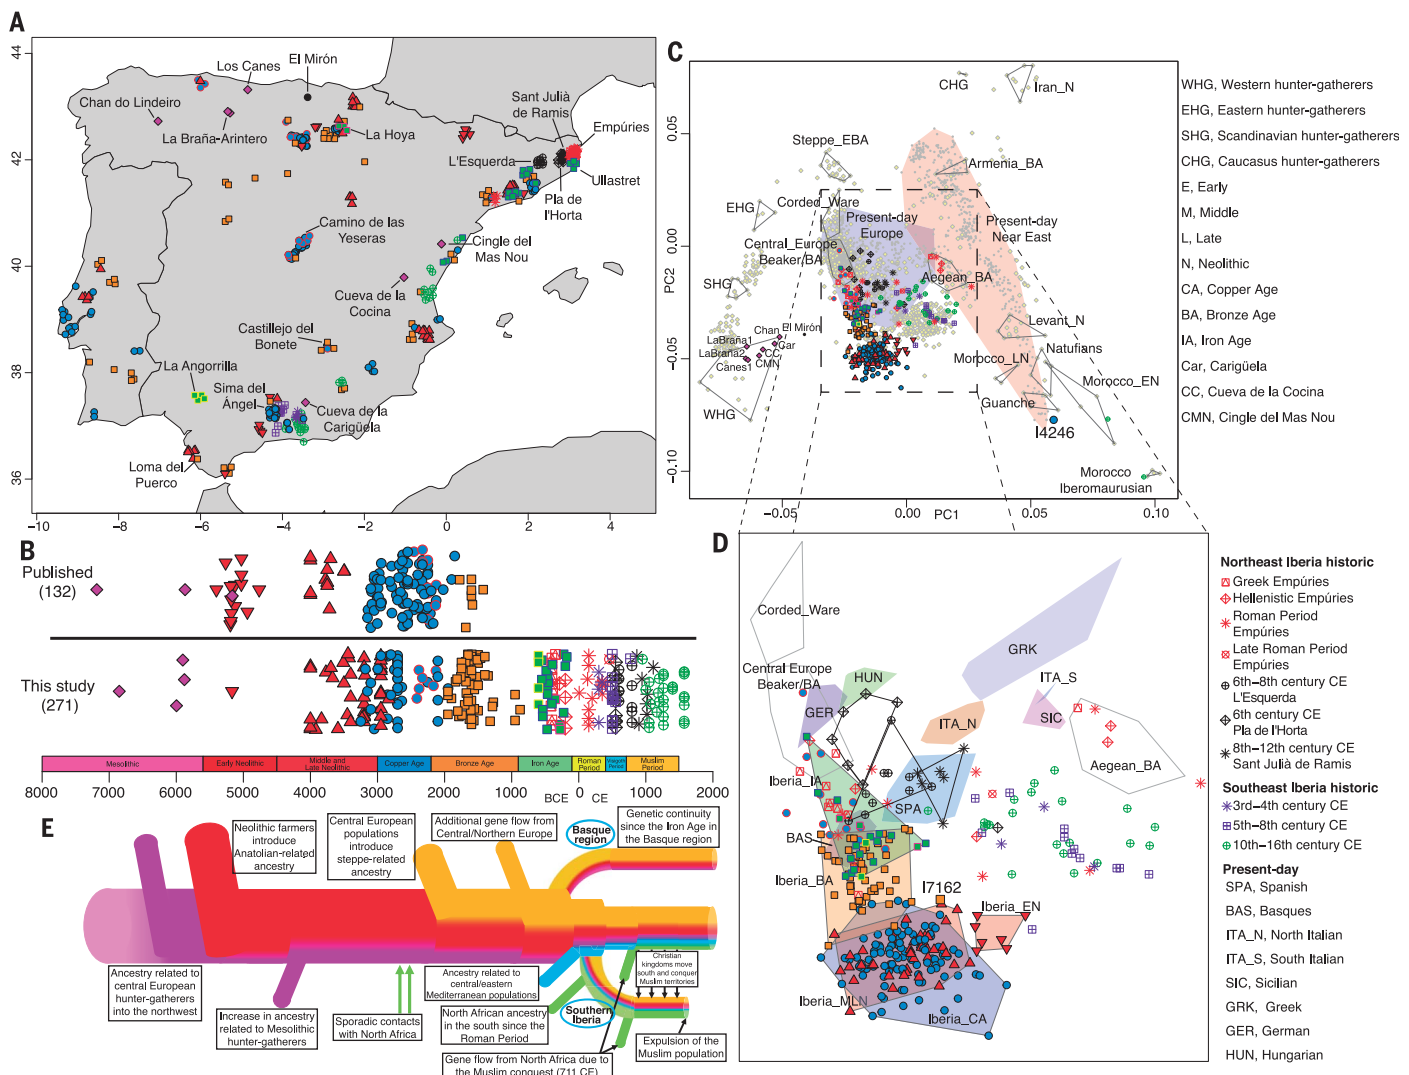 A
44
42
40
38
36
−10
−8
−6
−4
−2
0
2
4
Los Canes
El Mirón
Chan do Lindeiro
La Braña-Arintero
La Hoya
Sant Julià
de Ramis
Empúries
L'Esquerda
Ullastret
Pla de
l'Horta
Camino de las
Yeseras
Cingle del
Mas Nou
Cueva de la
Cocina
Castillejo del
Bonete
La Angorrilla
Sima del
Ángel
Cueva de la
Carigüela
Loma del
Puerco
C
PC2
0.05
0.00
−0.05
−0.10
−0.05
0.00
PC1
0.05
0.10
CHG
Iran_N
Steppe_EBA
Armenia_BA
EHG
Corded_Ware
Present-day
Europe
Present-day
Near East
Central_Europe
Beaker/BA
Aegean_BA
SHG
Levant_N
Chan
El Mirón
LaBraña1
Car
LaBraña2
CC
Canes1
CMN
Natufians
Morocco_LN
Morocco_EN
WHG
Guanche
I4246
Morocco
Iberomaurusian
WHG, Western hunter-gatherers
EHG, Eastern hunter-gatherers
SHG, Scandinavian hunter-gatherers
CHG, Caucasus hunter-gatherers
E, Early
M, Middle
L, Late
N, Neolithic
CA, Copper Age
BA, Bronze Age
IA, Iron Age
Car, Carigüela
CC, Cueva de la Cocina
CMN, Cingle del Mas Nou
B
Published
(132)
This study
(271)
Mesolithic
Early Neolithic
Middle and
Late Neolithic
Copper Age
Bronze Age
Iron Age
Roman
Period
Visigoth
Period
Muslim
Period
8000
7000
6000
5000
4000
3000
2000
1000
0
1000
2000
BCE
CE
D
Corded_Ware
GRK
Central Europe
Beaker/BA
HUN
ITA_S
GER
SIC
ITA_N
Aegean_BA
Iberia_IA
SPA
BAS
Iberia_BA
I7162
Iberia_EN
Iberia_MLN
Iberia_CA
Northeast Iberia historic
Greek Empúries
Hellenistic Empúries
Roman Period
Empúries
Late Roman Period
Empúries
6th−8th century CE
L'Esquerda
6th century CE
Pla de l'Horta
8th−12th century CE
Sant Julià de Ramis
Southeast Iberia historic
3rd−4th century CE
5th−8th century CE
10th−16th century CE
Present-day
SPA, Spanish
BAS, Basques
ITA_N, North Italian
ITA_S, South Italian
SIC, Sicilian
GRK, Greek
GER, German
HUN, Hungarian
E
Neolithic farmers
introduce
Anatolian-related
ancestry
Central European
populations
introduce
steppe-related
ancestry
Additional gene flow from
Central/Northern Europe
Basque
region
Genetic continuity
since the Iron Age in
the Basque region
Ancestry related to
central European
hunter-gatherers
into the northwest
Increase in ancestry
related to Mesolithic
hunter-gatherers
Sporadic contacts
with North Africa
Ancestry related to
central/eastern
Mediterranean populations
North African ancestry
in the south since the
Roman Period
Gene flow from North Africa due to
the Muslim conquest (711 CE)
Southern
Iberia
Christian
kingdoms move
south and conquer
Muslim territories
Expulsion of the
Muslim population